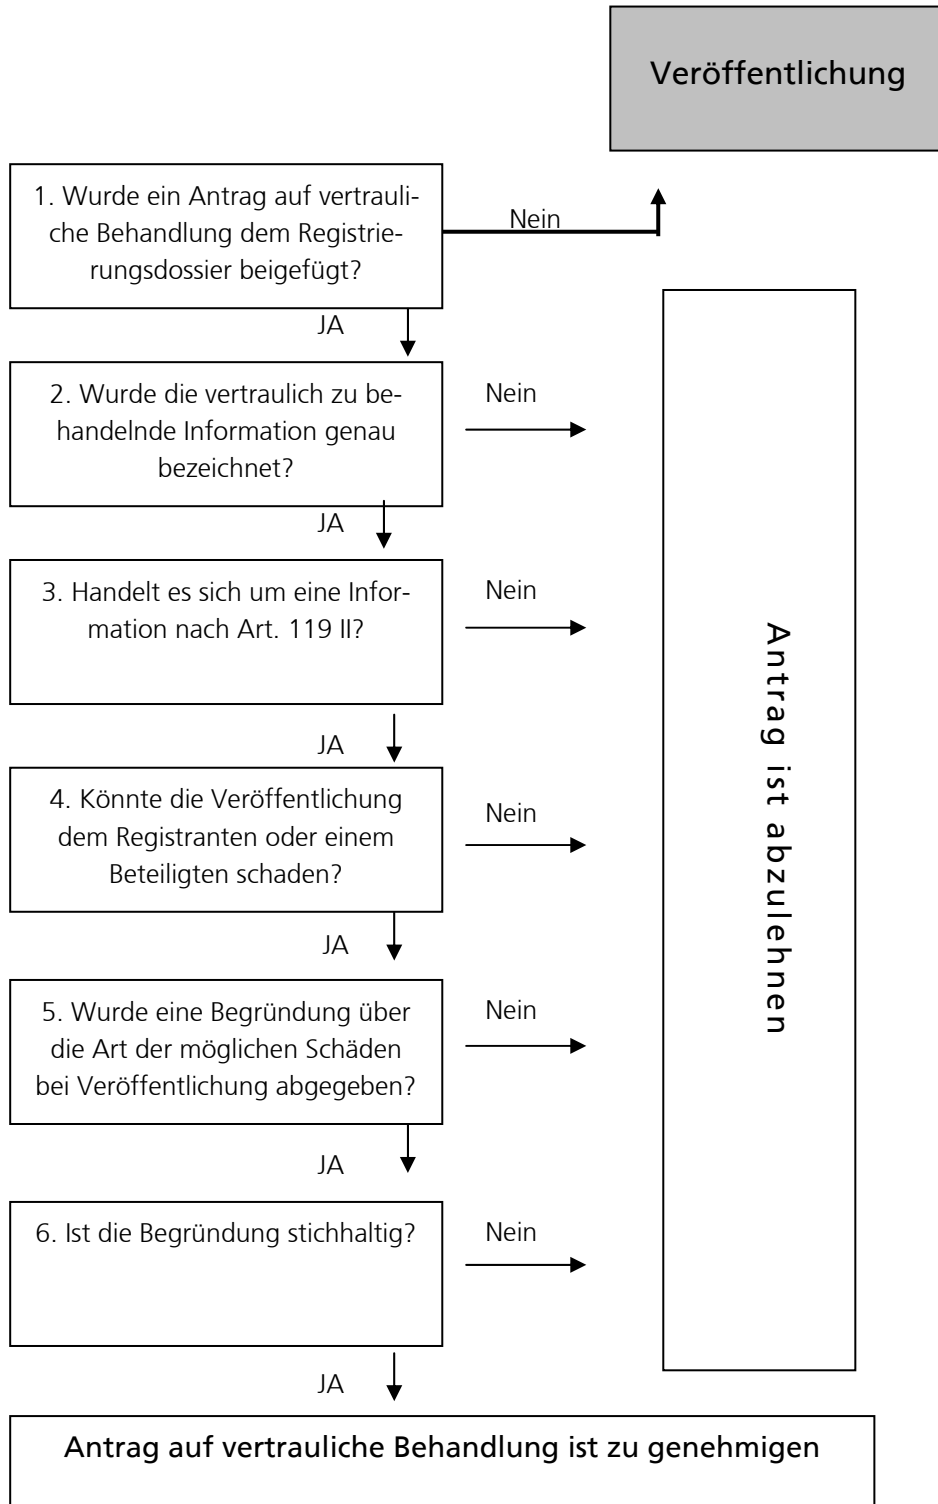 Veröffentlichung
1. Wurde ein Antrag auf vertrauli-
che Behandlung dem Registrie-
rungsdossier beigefügt?
Nein
JA
2. Wurde die vertraulich zu be-
handelnde Information genau
bezeichnet?
Nein
JA
3. Handelt es sich um eine Infor-
mation nach Art. 119 II?
Nein
JA
4. Könnte die Veröffentlichung
dem Registranten oder einem
Beteiligten schaden?
Nein
JA
5. Wurde eine Begründung über
die Art der möglichen Schäden
bei Veröffentlichung abgegeben?
Nein
JA
6. Ist die Begründung stichhaltig?
Nein
JA
Antrag ist abzulehnen
Antrag auf vertrauliche Behandlung ist zu genehmigen